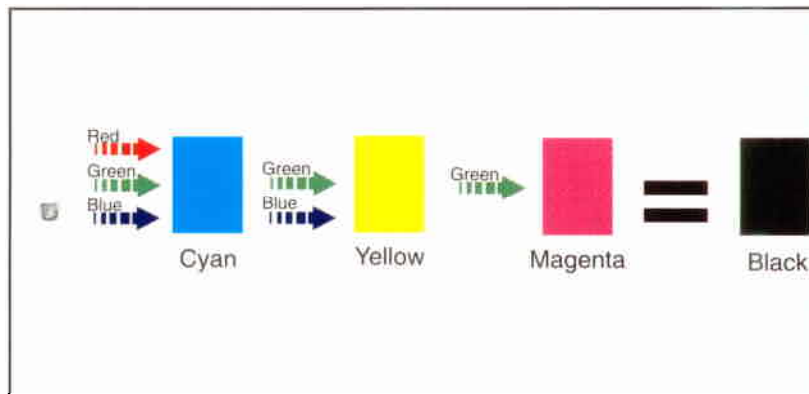 Red
Green
Blue
Cyan
Green
Blue
Yellow
Green
Magenta
Black